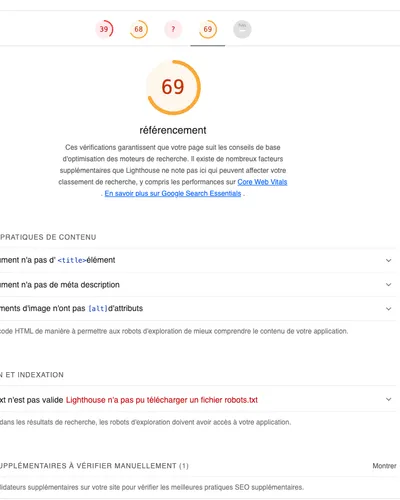 39 68 ? 69
69
référencement
Ces vérifications garantissent que votre page suit les conseils de base
d'optimisation des moteurs de recherche. Il existe de nombreux facteurs
supplémentaires que Lighthouse ne note pas ici qui peuvent affecter votre
classement de recherche, y compris les performances sur Core Web Vitals
. En savoir plus sur Google Search Essentials .
PRATIQUES DE CONTENU
ument n'a pas d' <title>élément
ument n'a pas de méta description
ments d'image n'ont pas [alt]d'attributs
code HTML de manière à permettre aux robots d'exploration de mieux comprendre le contenu de votre application.
N ET INDEXATION
xt n'est pas valide Lighthouse n'a pas pu télécharger un fichier robots.txt
dans les résultats de recherche, les robots d'exploration doivent avoir accès à votre application.
UPPLÉMENTAIRES À VÉRIFIER MANUELLEMENT (1) Montrer
lidateurs supplémentaires sur votre site pour vérifier les meilleures pratiques SEO supplémentaires.